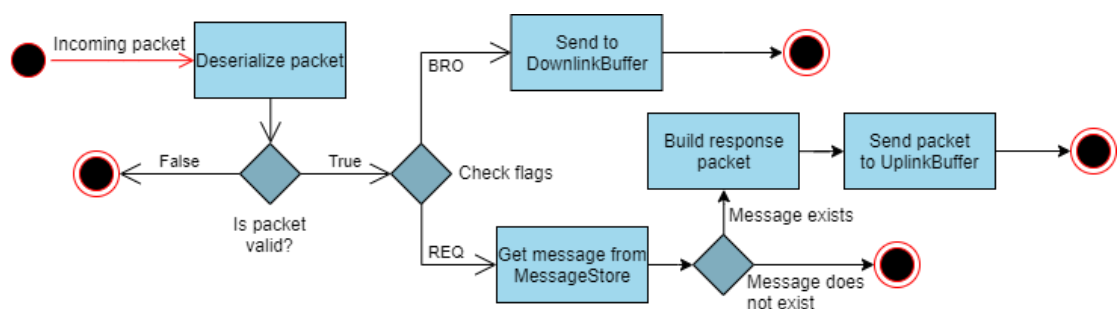 Incoming packet
Deserialize packet
BRO
Send to
DownlinkBuffer
False
True
Check flags
Is packet
valid?
Build response
packet
Send packet
to UplinkBuffer
Message exists
REQ
Get message from
MessageStore
Message does
not exist